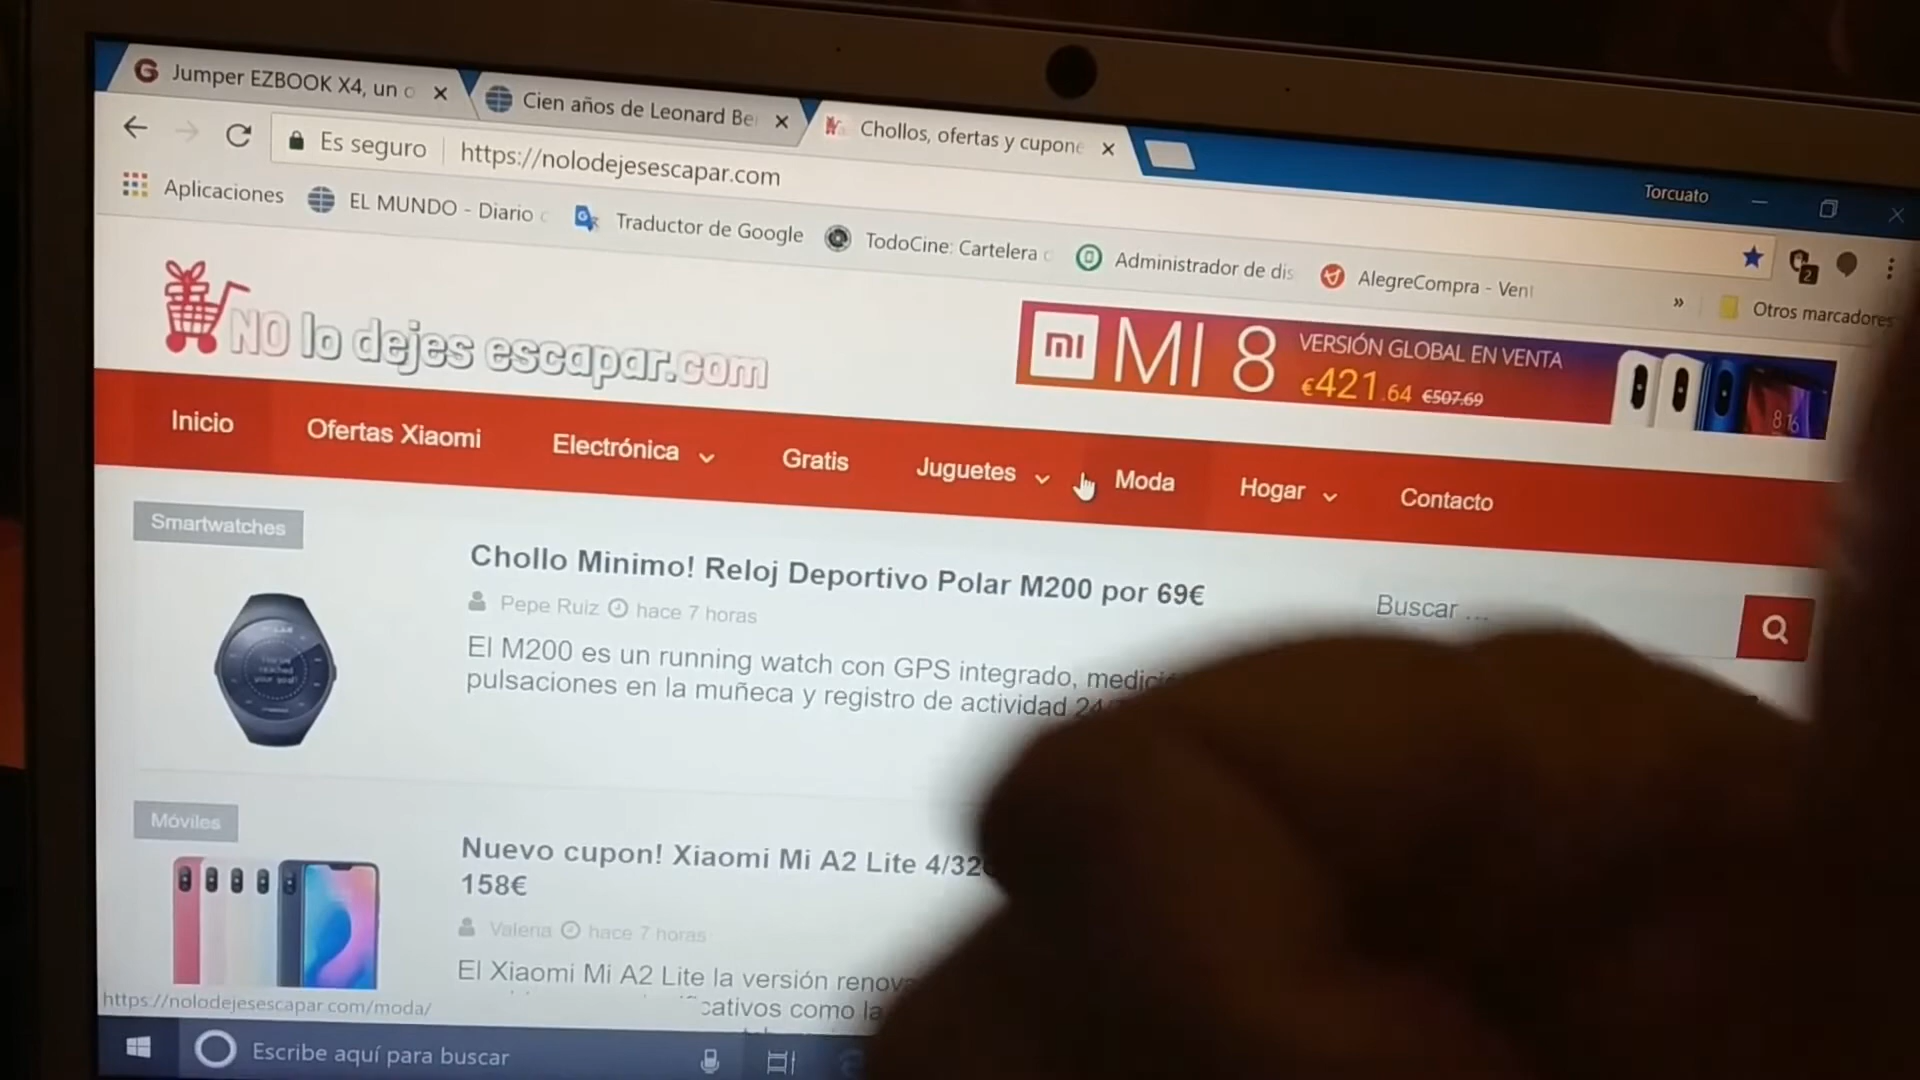 Jumper EZBOOK X4, un
Cien años de Leonard Be
Chollos, ofertas y cupone
Torcuato
Es seguro
https://nolodejesescapar.com
Aplicaciones
EL MUNDO - Diario
Traductor de Google
TodoCine: Cartelera
Administrador de dis
AlegreCompra - Vent
»
Otros marcadores
2
NO lo dejes escapar.com
mi
MI 8
VERSIÓN GLOBAL EN VENTA
€421.64 €507.69
8:16
Inicio
Ofertas Xiaomi
Electrónica
Gratis
Juguetes
Moda
Hogar
Contacto
Smartwatches
Chollo Minimo! Reloj Deportivo Polar M200 por 69€
Pepe Ruiz hace 7 horas
El M200 es un running watch con GPS integrado,
pulsaciones en la muñeca y registro de actividad
Buscar ...
Móviles
Nuevo cupon! Xiaomi Mi A2 Lite 4/32
158€
Valeria hace 7 horas
El Xiaomi Mi A2 Lite la versión renov
cativos como la
https://nolodejesescapar.com/moda/
Escribe aquí para buscar